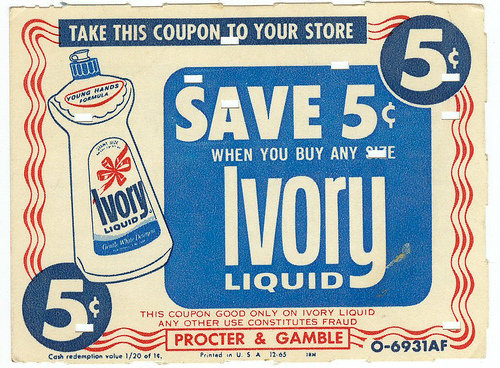 TAKE THIS COUPON TO YOUR STORE
5¢
YOUNG HANDS
FORMULA
SAVE 5¢
WHEN YOU BUY ANY SIZE
Ivory
LIQUID
Ivory
LIQUID
5¢
THIS COUPON GOOD ONLY ON IVORY LIQUID
ANY OTHER USE CONSTITUTES FRAUD
PROCTER & GAMBLE
O-6931AF
Cash redemption value 1/20 of 1¢.
Printed in U. S. A. 12-65